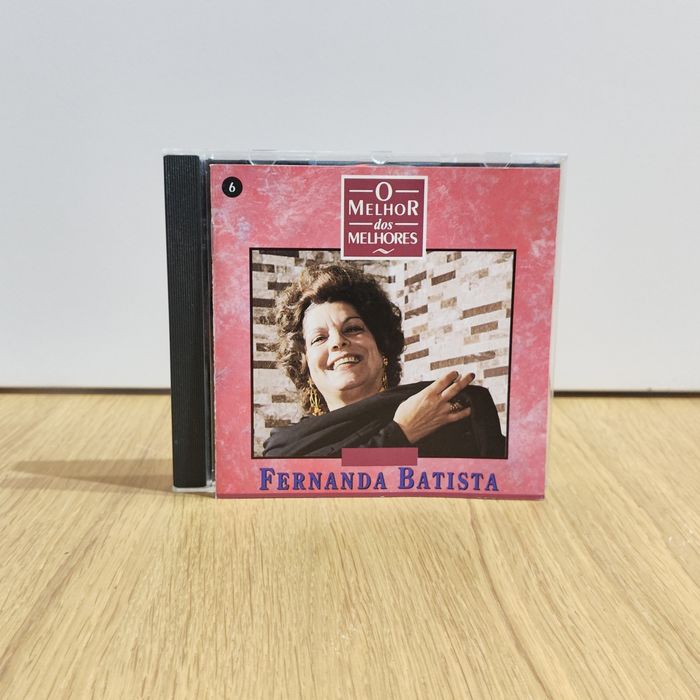 6
O
MELHOR
dos
MELHORES
FERNANDA BATISTA